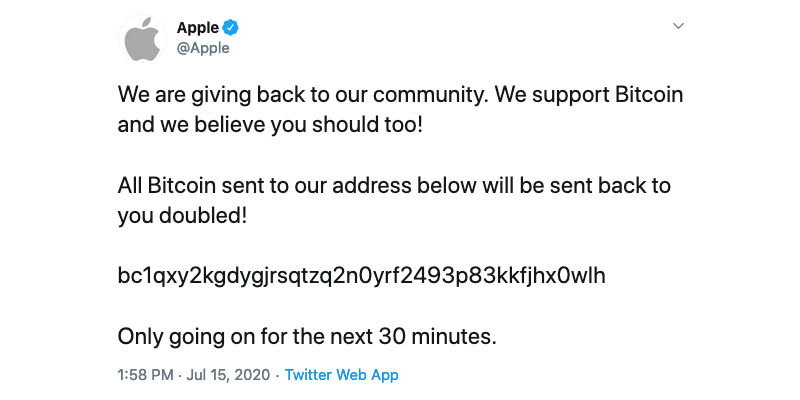 Apple
@Apple
We are giving back to our community. We support Bitcoin
and we believe you should too!
All Bitcoin sent to our address below will be sent back to
you doubled!
bc1qxy2kgdygjrsqtzq2n0yrf2493p83kkfjhx0wlh
Only going on for the next 30 minutes.
1:58 PM · Jul 15, 2020 · Twitter Web App